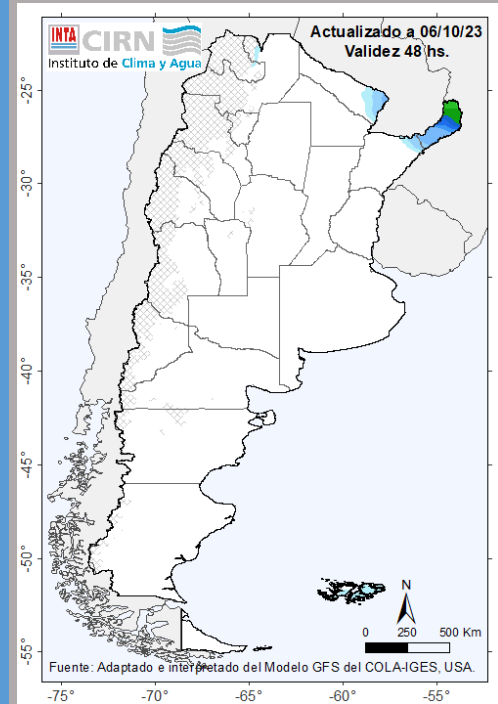 INTA CIRN
Instituto de Clima y Agua
Actualizado a 06/10/23
Validez 48 hs.
-25°
-30°
-35°
-40°
-45°
-50°
-55°
N
0 250 500 Km
Fuente: Adaptado e interpretado del Modelo GFS del COLA-IGES, USA.
-75° -70° -65° -60° -55°